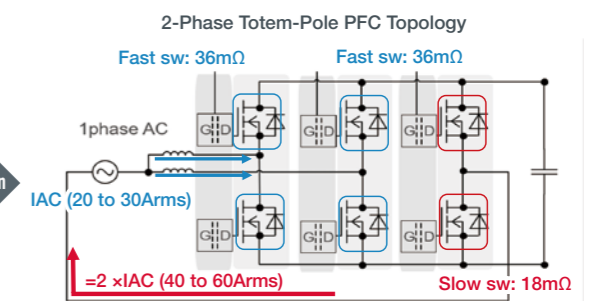 2-Phase Totem-Pole PFC Topology
Fast sw: 36mΩ
Fast sw: 36mΩ
1phase AC
G D
G D
G D
IAC (20 to 30Arms)
G D
G D
G D
=2 ×IAC (40 to 60Arms)
Slow sw: 18mΩ